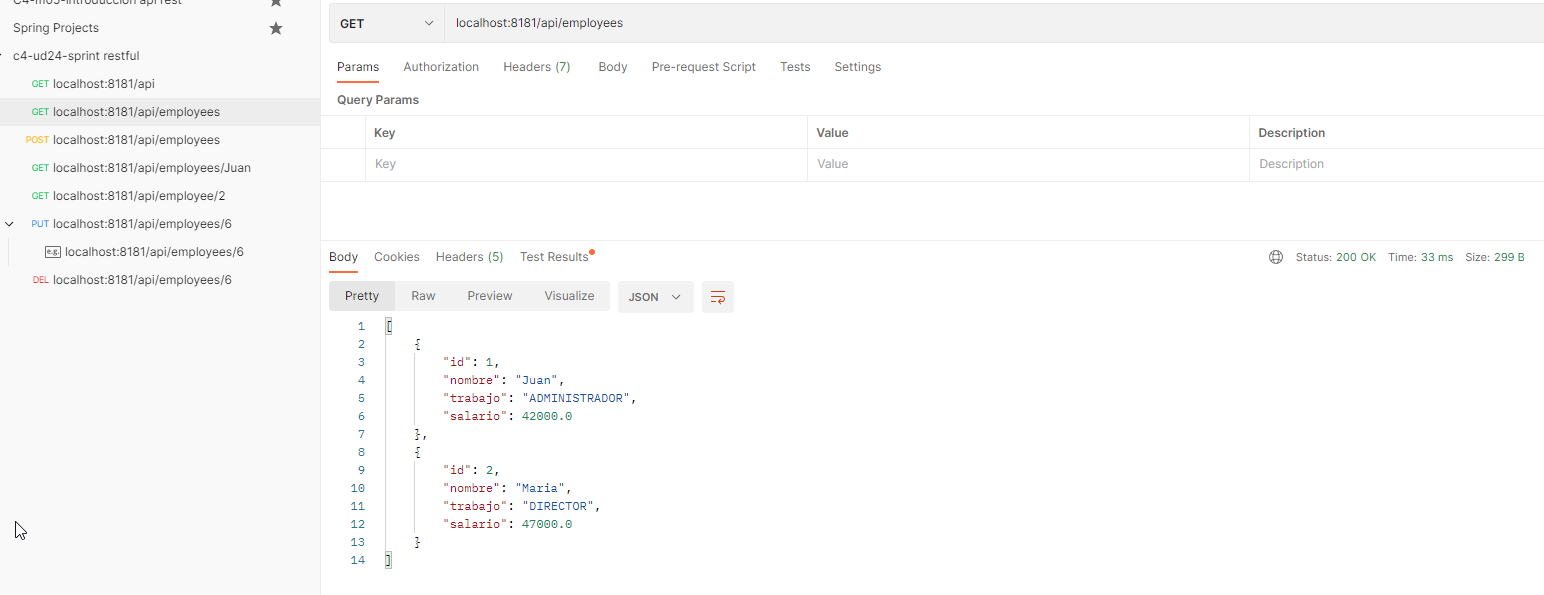 C4-m05-introduccion api rest
Spring Projects
c4-ud24-sprint restful
GET localhost:8181/api
GET localhost:8181/api/employees
POST localhost:8181/api/employees
GET localhost:8181/api/employees/Juan
GET localhost:8181/api/employee/2
PUT localhost:8181/api/employees/6
e.g. localhost:8181/api/employees/6
DEL localhost:8181/api/employees/6
GET localhost:8181/api/employees
Params Authorization Headers (7) Body Pre-request Script Tests Settings
Query Params
Key Value Description
Key Value Description
Body Cookies Headers (5) Test Results Status: 200 OK Time: 33 ms Size: 299 B
Pretty Raw Preview Visualize JSON
1 [
2 {
3 "id": 1,
4 "nombre": "Juan",
5 "trabajo": "ADMINISTRADOR",
6 "salario": 42000.0
7 },
8 {
9 "id": 2,
10 "nombre": "Maria",
11 "trabajo": "DIRECTOR",
12 "salario": 47000.0
13 }
14 ]